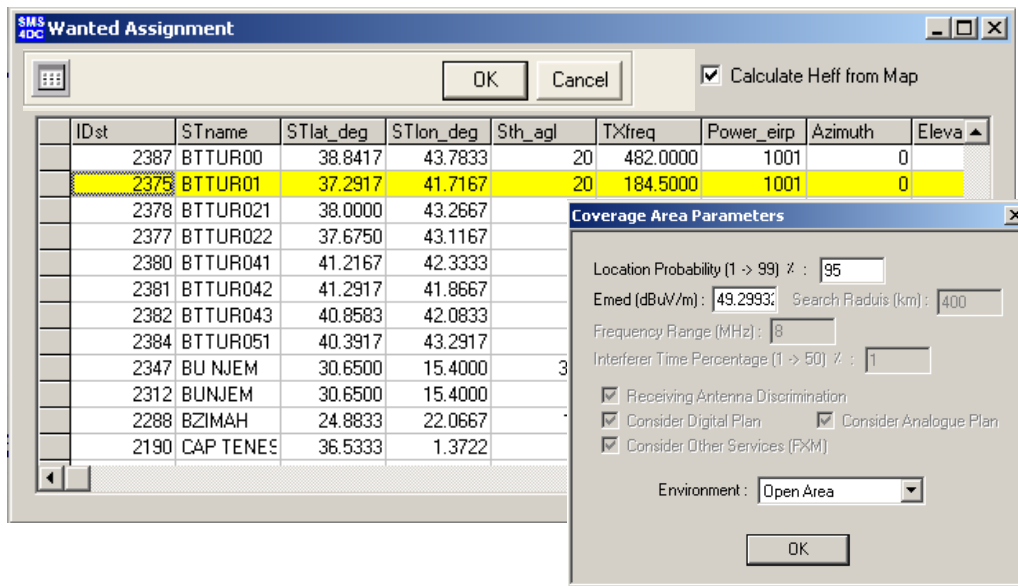 SMS 4DC Wanted Assignment
OK Cancel Calculate Heff from Map
IDst STname STlat_deg STlon_deg Sth_agl TXfreq Power_eirp Azimuth Eleva
2387 BTTUR00 38.8417 43.7833 20 482.0000 1001 0
2375 BTTUR01 37.2917 41.7167 20 184.5000 1001 0
2378 BTTUR021 38.0000 43.2667
2377 BTTUR022 37.6750 43.1167
2380 BTTUR041 41.2167 42.3333
2381 BTTUR042 41.2917 41.8667
2382 BTTUR043 40.8583 42.0833
2384 BTTUR051 40.3917 43.2917
2347 BU NJEM 30.6500 15.4000 3
2312 BUNJEM 30.6500 15.4000
2288 BZIMAH 24.8833 22.0667
2190 CAP TENES 36.5333 1.3722
Coverage Area Parameters
Location Probability (1 -> 99) % : 95
Emed (dBuV/m) : 49.29993 Search Raduis (km) : 400
Frequency Range (MHz) : 8
Interferer Time Percentage (1 -> 50) % : 1
Receiving Antenna Discrimination
Consider Digital Plan Consider Analogue Plan
Consider Other Services (FXM)
Environment : Open Area
OK